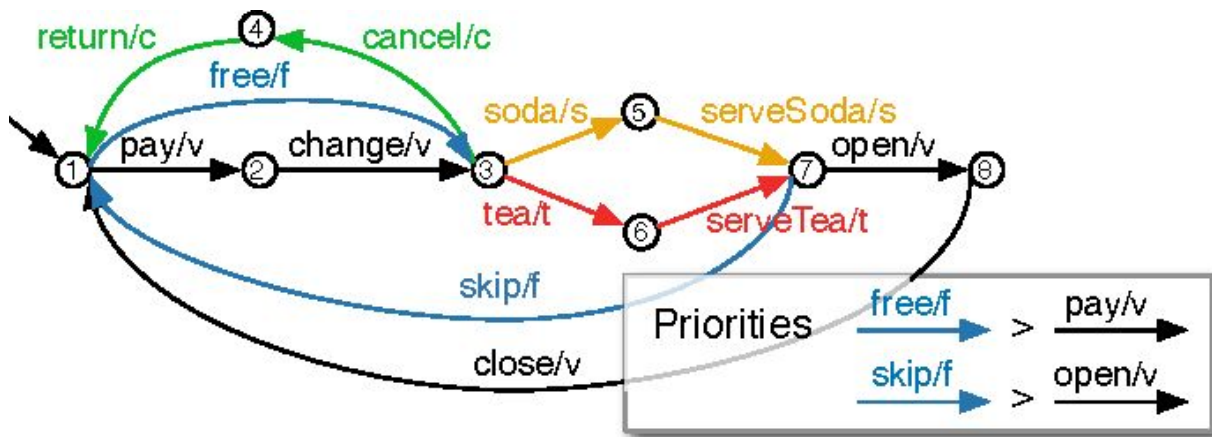 4
return/c cancel/c
free/f
soda/s 5 serveSoda/s
pay/v change/v open/v
1 2 3 7 8
tea/t 6 serveTea/t
skip/f
close/v
Priorities free/f > pay/v
skip/f > open/v